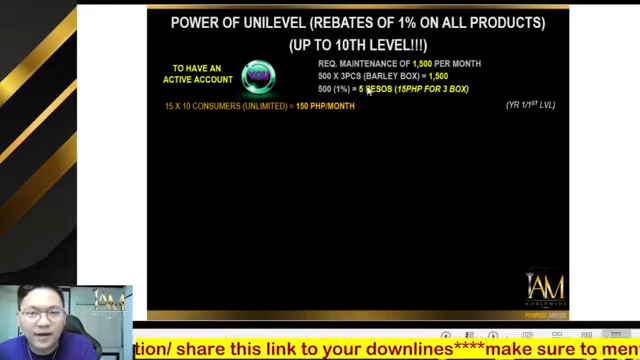 POWER OF UNILEVEL (REBATES OF 1% ON ALL PRODUCTS)
(UP TO 10TH LEVEL!!!)
TO HAVE AN
ACTIVE ACCOUNT
YOU
REQ. MAINTENANCE OF 1,500 PER MONTH
500 X 3PCS (BARLEY BOX) = 1,500
500 (1%) = 5 PESOS (15PHP FOR 3 BOX)
15 X 10 CONSUMERS (UNLIMITED) = 150 PHP/MONTH
(YR 1/1ST LVL)
IAM
WORLDWIDE
tion/ share this link to your downlines****make sure to men